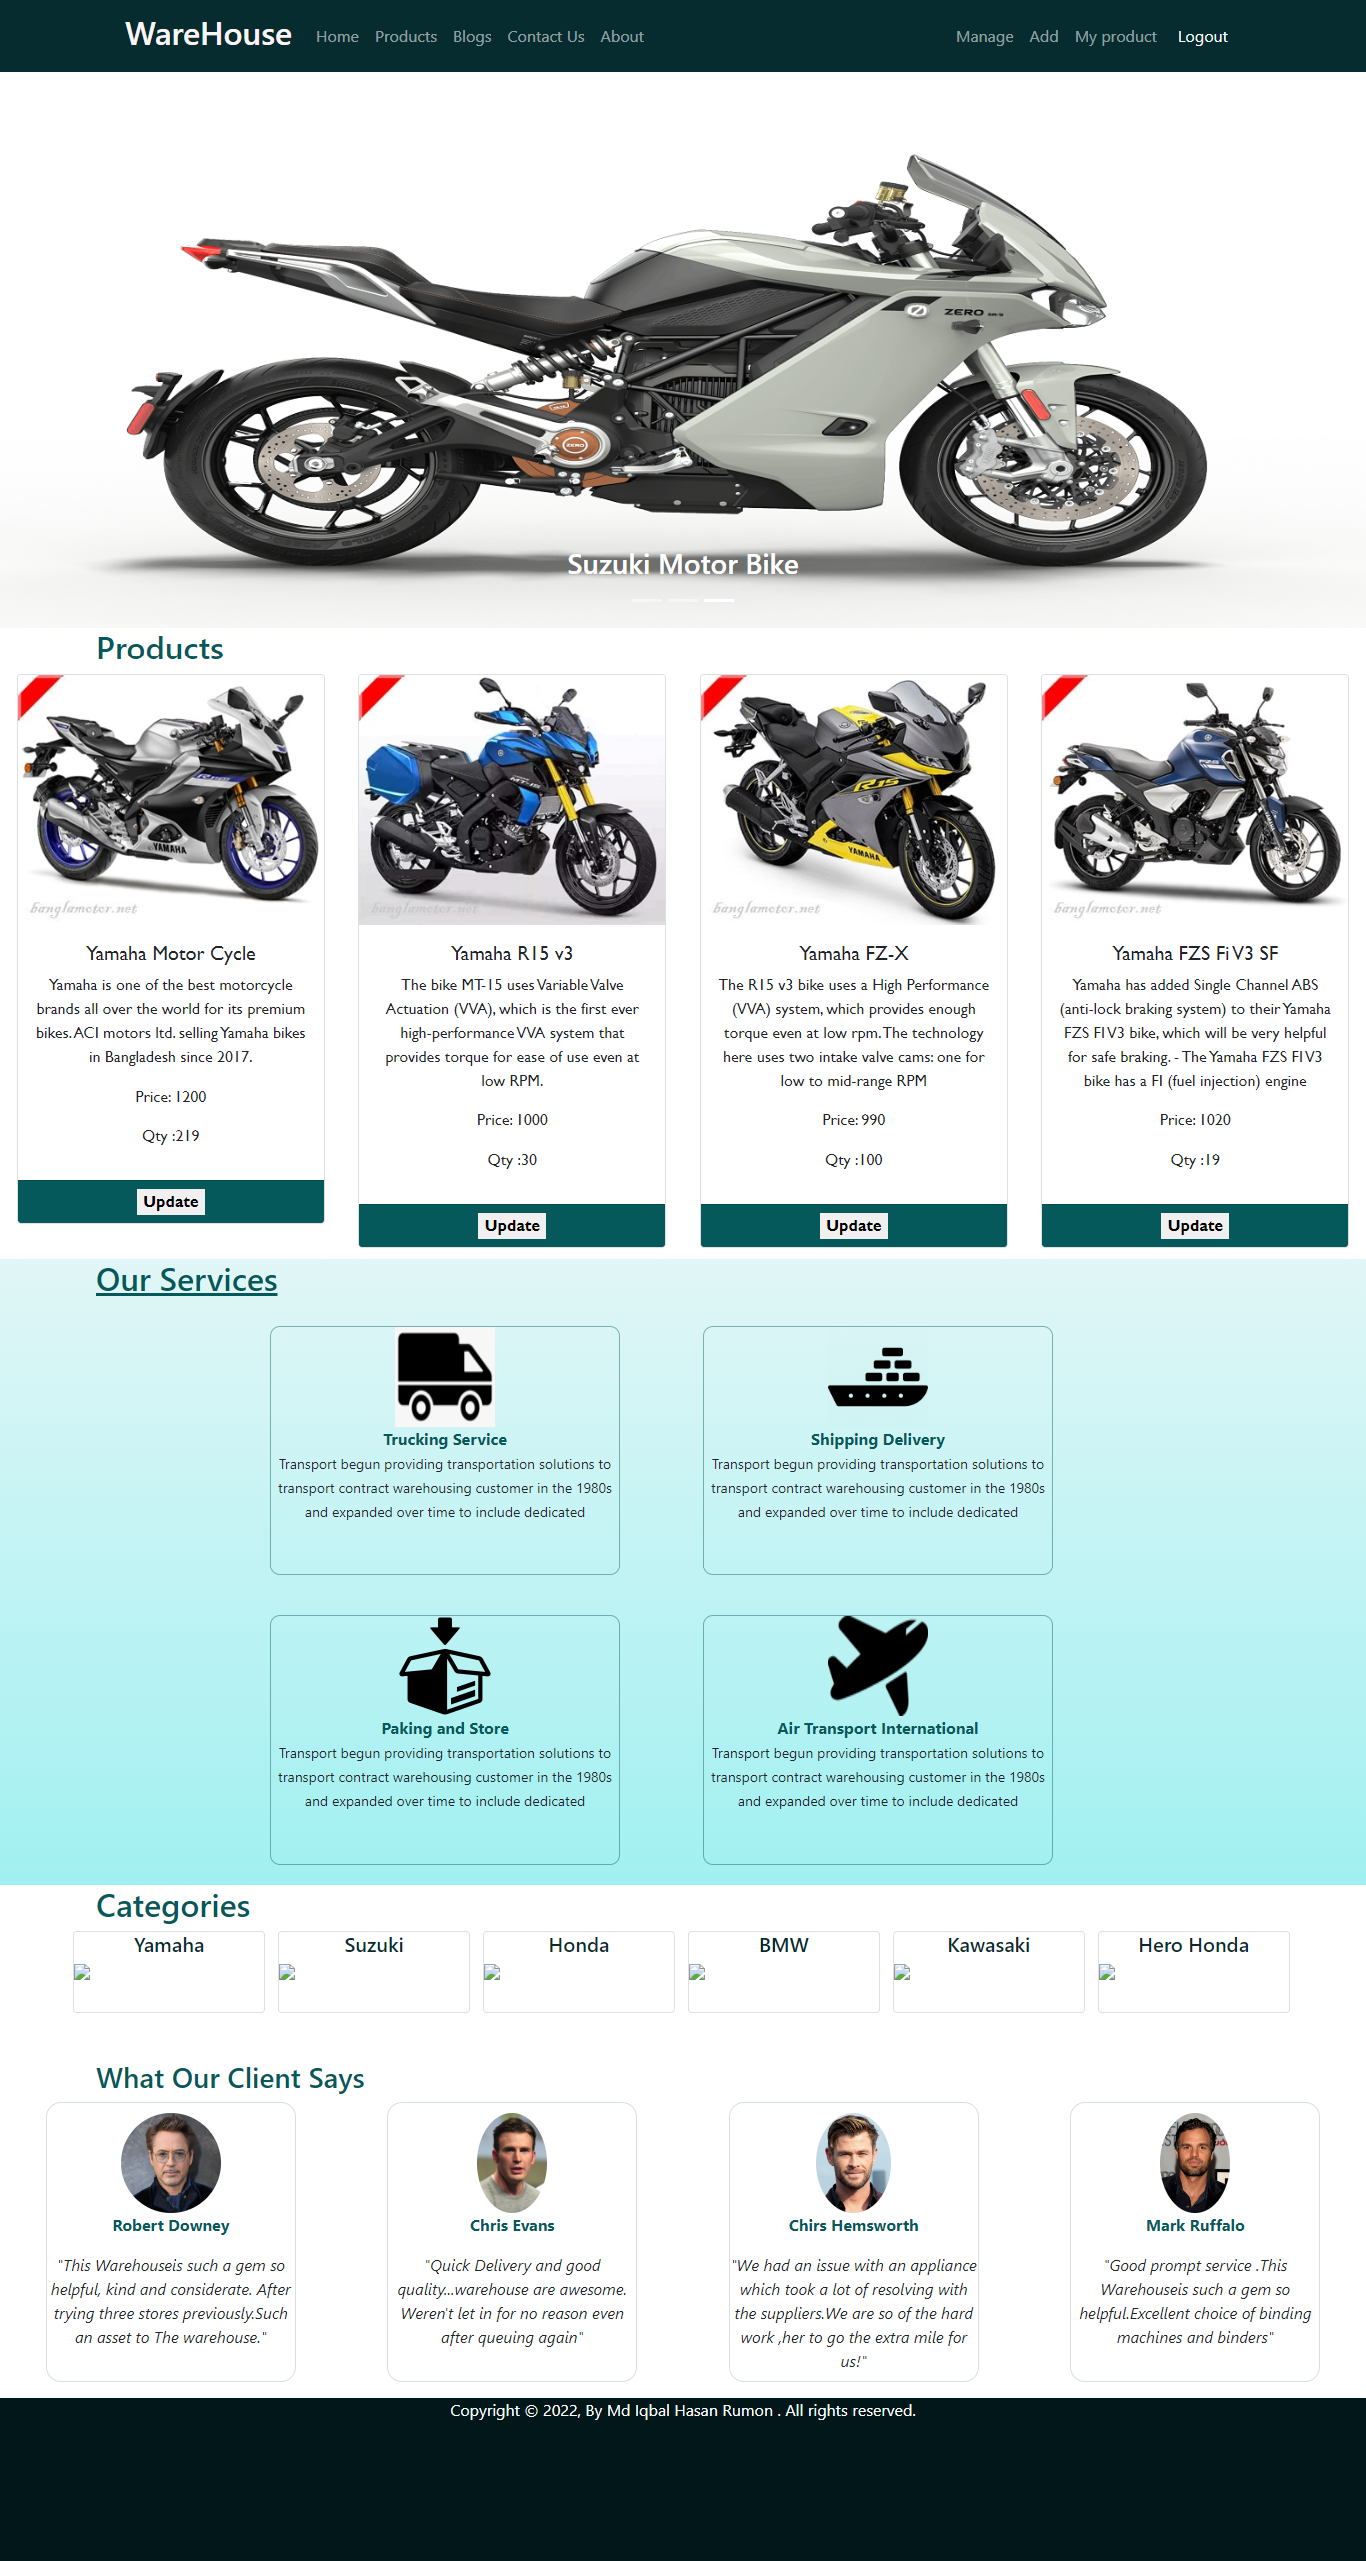 WareHouse Home Products Blogs Contact Us About Manage Add My product Logout
ZERO
ZERO
Suzuki Motor Bike
Products
R15
YAMAHA
banglamotor.net
MT-15
banglamotor.net
R15
YAMAHA
banglamotor.net
FZS
banglamotor.net
Yamaha Motor Cycle
Yamaha is one of the best motorcycle
brands all over the world for its premium
bikes. ACI motors ltd. selling Yamaha bikes
in Bangladesh since 2017.
Price: 1200
Qty :219
Update
Yamaha R15 v3
The bike MT-15 uses Variable Valve
Actuation (VVA), which is the first ever
high-performance VVA system that
provides torque for ease of use even at
low RPM.
Price: 1000
Qty :30
Update
Yamaha FZ-X
The R15 v3 bike uses a High Performance
(VVA) system, which provides enough
torque even at low rpm. The technology
here uses two intake valve cams: one for
low to mid-range RPM
Price: 990
Qty :100
Update
Yamaha FZS Fi V3 SF
Yamaha has added Single Channel ABS
(anti-lock braking system) to their Yamaha
FZS FI V3 bike, which will be very helpful
for safe braking. - The Yamaha FZS FI V3
bike has a FI (fuel injection) engine
Price: 1020
Qty :19
Update
Our Services
Trucking Service
Transport begun providing transportation solutions to
transport contract warehousing customer in the 1980s
and expanded over time to include dedicated
Shipping Delivery
Transport begun providing transportation solutions to
transport contract warehousing customer in the 1980s
and expanded over time to include dedicated
Paking and Store
Transport begun providing transportation solutions to
transport contract warehousing customer in the 1980s
and expanded over time to include dedicated
Air Transport International
Transport begun providing transportation solutions to
transport contract warehousing customer in the 1980s
and expanded over time to include dedicated
Categories
Yamaha
Suzuki
Honda
BMW
Kawasaki
Hero Honda
What Our Client Says
Robert Downey
"This Warehouseis such a gem so
helpful, kind and considerate. After
trying three stores previously.Such
an asset to The warehouse."
Chris Evans
"Quick Delivery and good
quality...warehouse are awesome.
Weren't let in for no reason even
after queuing again"
Chirs Hemsworth
"We had an issue with an appliance
which took a lot of resolving with
the suppliers.We are so of the hard
work ,her to go the extra mile for
us!"
Mark Ruffalo
"Good prompt service .This
Warehouseis such a gem so
helpful.Excellent choice of binding
machines and binders"
Copyright © 2022, By Md Iqbal Hasan Rumon . All rights reserved.